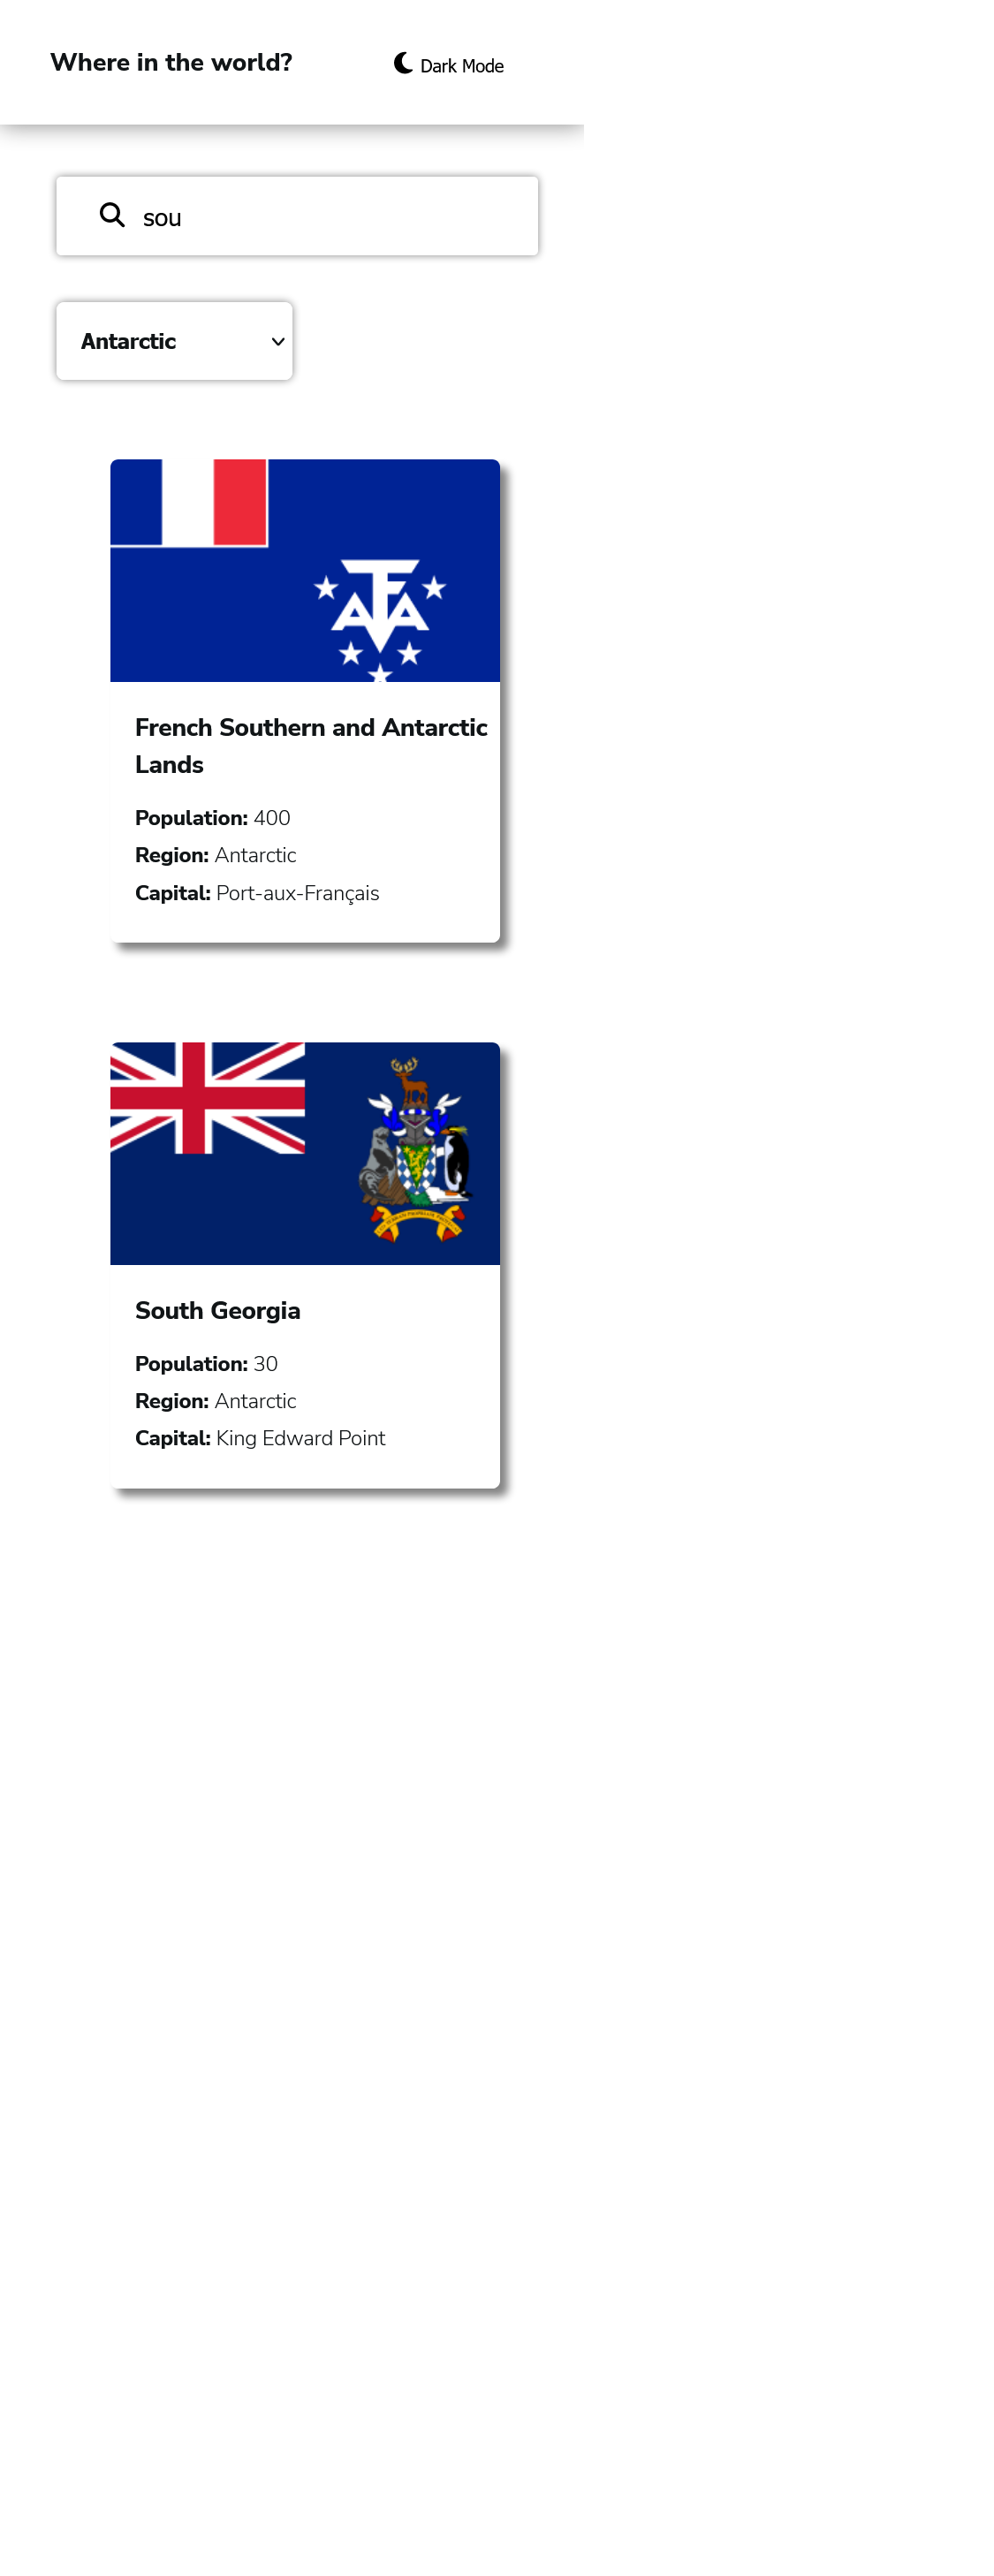 Where in the world?
Dark Mode
sou
Antarctic
French Southern and Antarctic
Lands
Population: 400
Region: Antarctic
Capital: Port-aux-Français
South Georgia
Population: 30
Region: Antarctic
Capital: King Edward Point